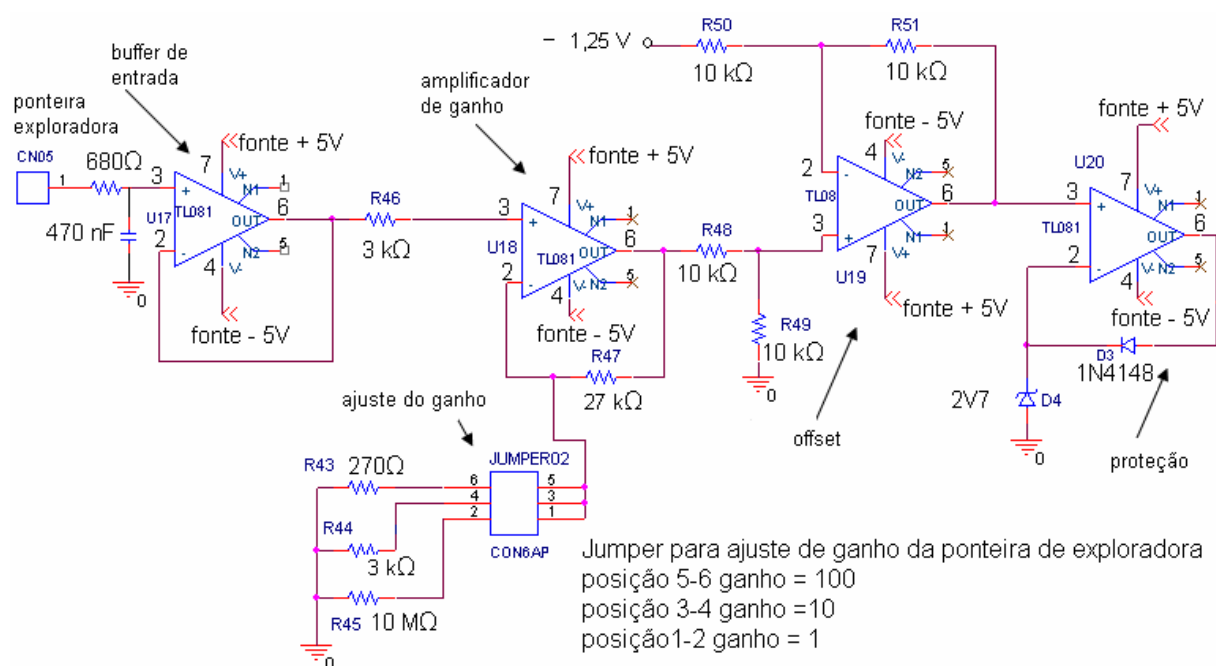 R50
R51
− 1,25 V
10 kΩ
10 kΩ
buffer de
entrada
amplificador
de ganho
ponteira
exploradora
CN05
1
680Ω
470 nF
0
fonte + 5V
7
3
+
V+
N1
1
U17
TL081
OUT
6
2
-
N2
5
V-
4
fonte - 5V
R46
3 kΩ
fonte + 5V
7
3
+
V+
N1
1
U18
TL081
OUT
6
2
-
N2
5
V-
4
fonte - 5V
R48
10 kΩ
R49
10 kΩ
0
R47
27 kΩ
fonte - 5V
4
2
-
V-
N2
5
TL08
OUT
6
3
+
N1
1
V+
7
U19
fonte + 5V
offset
fonte + 5V
U20
7
3
+
V+
N1
1
TL081
OUT
6
2
-
N2
5
V-
4
fonte - 5V
D3
1N4148
2V7
D4
0
proteção
ajuste do ganho
JUMPER02
R43
270Ω
6
5
4
3
2
1
R44
3 kΩ
CON6AP
R45
10 MΩ
0
Jumper para ajuste de ganho da ponteira de exploradora
posição 5-6 ganho = 100
posição 3-4 ganho =10
posição1-2 ganho = 1